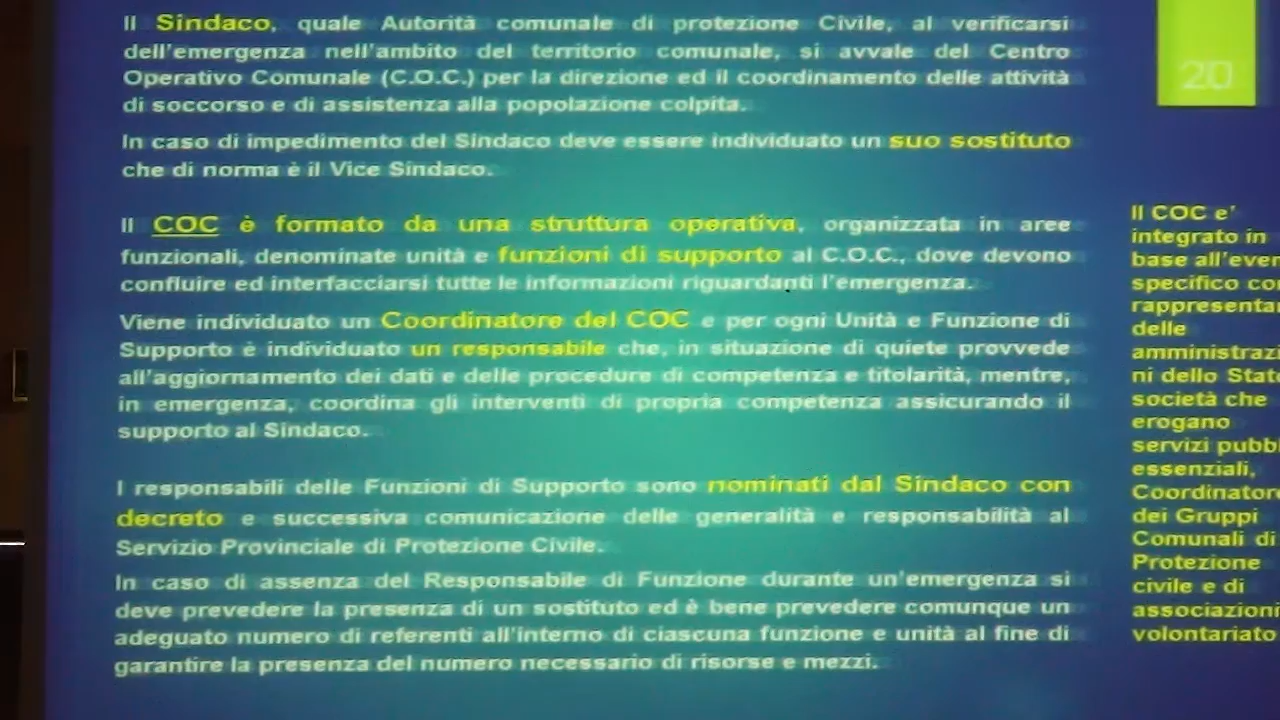 Il Sindaco, quale Autorità comunale di protezione Civile, al verificarsi
dell'emergenza nell'ambito del territorio comunale, si avvale del Centro
Operativo Comunale (C.O.C.) per la direzione ed il coordinamento delle attività
di soccorso e di assistenza alla popolazione colpita.
In caso di impedimento del Sindaco deve essere individuato un suo sostituto
che di norma è il Vice Sindaco.
Il COC è formato da una struttura operativa, organizzata in aree
funzionali, denominate unità e funzioni di supporto al C.O.C., dove devono
confluire ed interfacciarsi tutte le informazioni riguardanti l'emergenza.
Viene individuato un Coordinatore del COC e per ogni Unità e Funzione di
Supporto è individuato un responsabile che, in situazione di quiete provvede
all'aggiornamento dei dati e delle procedure di competenza e titolarità, mentre,
in emergenza, coordina gli interventi di propria competenza assicurando il
supporto al Sindaco.
I responsabili delle Funzioni di Supporto sono nominati dal Sindaco con
decreto e successiva comunicazione delle generalità e responsabilità al
Servizio Provinciale di Protezione Civile.
In caso di assenza del Responsabile di Funzione durante un'emergenza si
deve prevedere la presenza di un sostituto ed è bene prevedere comunque un
adeguato numero di referenti all'interno di ciascuna funzione e unità al fine di
garantire la presenza del numero necessario di risorse e mezzi.
20
Il COC e'
integrato in
base all'even
specifico con
rappresentan
delle
amministrazi
ni dello Stato
società che
erogano
servizi pubbl
essenziali,
Coordinatore
dei Gruppi
Comunali di
Protezione
civile e di
associazioni
volontariato